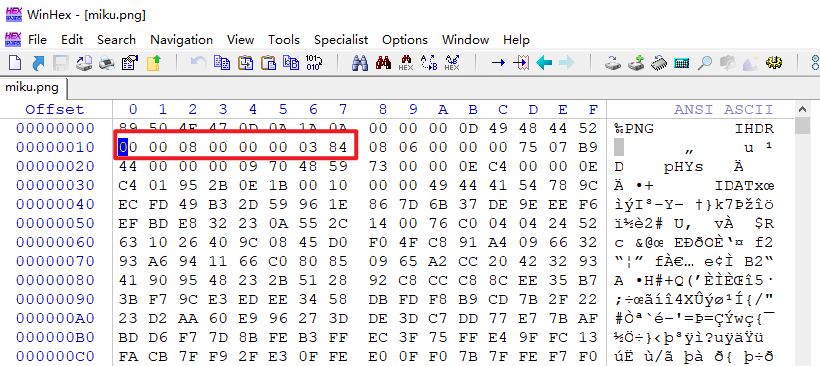 WinHex - [miku.png]
File Edit Search Navigation View Tools Specialist Options Window Help
miku.png
Offset 0 1 2 3 4 5 6 7 8 9 A B C D E F ANSI ASCII
00000000 89 50 4E 47 0D 0A 1A 0A 00 00 00 0D 49 48 44 52 ‰PNG IHDR
00000010 00 00 08 00 00 00 03 84 08 06 00 00 00 75 07 B9 „ u ¹
00000020 44 00 00 00 09 70 48 59 73 00 00 0E C4 00 00 0E D pHYs Ä
00000030 C4 01 95 2B 0E 1B 00 10 00 00 49 44 41 54 78 9C Ä •+ IDATxœ
00000040 EC FD 49 B3 2D 59 96 1E 86 7D 6B 37 DE 9E EE F6 ìýI³-Y– †}k7Þžîö
00000050 EF BD E8 32 23 0A 55 2C 14 00 76 C0 04 04 24 52 ï½è2# U, vÀ $R
00000060 63 10 26 40 9C 08 45 D0 F0 4F C8 91 A4 09 66 32 c &@œ EÐðOÈ‘¤ f2
00000070 93 A6 94 11 66 C0 80 85 09 65 A2 CC 20 42 32 93 “¦” fÀ€… e¢Ì B2“
00000080 41 90 95 48 23 2B 51 28 92 C8 CC C8 8C EE 35 B7 A •H#+Q(’ÈÌÈŒî5·
00000090 3B F7 9C E3 ED EE 34 58 DB FD F8 B9 CD 7B 2F 22 ;÷œãíî4XÛýø¹Í{/"
000000A0 23 D2 AA 60 E9 96 27 3D DE 3D C7 DD 77 E7 7B AF #Òª`é–'=Þ=ÇÝwç{¯
000000B0 BD D6 F7 7D 8B FE B3 FF EC 3F 75 FF E4 9F FC 13 ½Ö÷}‹þ³ÿì?uÿäŸü
000000C0 FA CB 7F F9 2F E3 0F FE E0 0F F0 7B 7F FE F7 F0 úË ù/ã þà ð{ þ÷ð